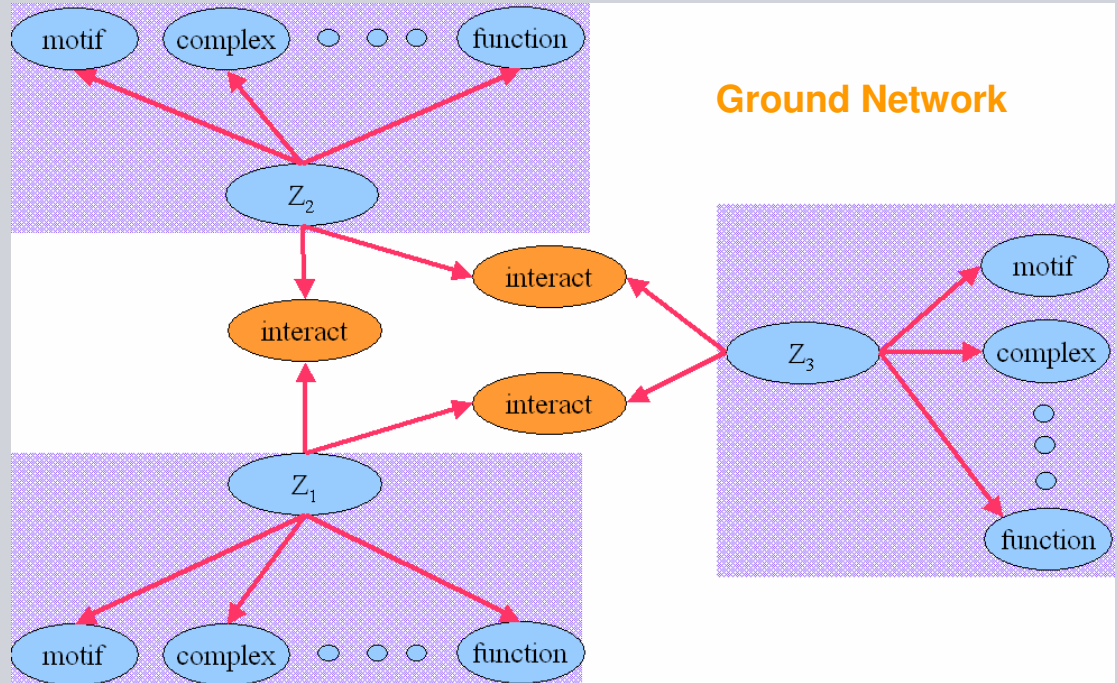 motif
complex
function
Ground Network
Z₂
interact
motif
interact
Z₃
complex
interact
Z₁
function
motif
complex
function